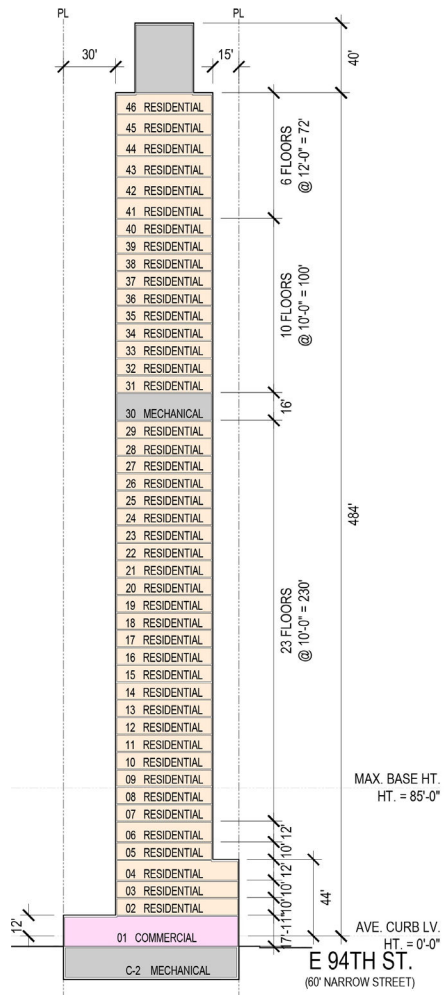 PL
PL
30'
15'
40'
46 RESIDENTIAL
45 RESIDENTIAL
44 RESIDENTIAL
43 RESIDENTIAL
42 RESIDENTIAL
41 RESIDENTIAL
40 RESIDENTIAL
39 RESIDENTIAL
38 RESIDENTIAL
37 RESIDENTIAL
36 RESIDENTIAL
35 RESIDENTIAL
34 RESIDENTIAL
33 RESIDENTIAL
32 RESIDENTIAL
31 RESIDENTIAL
30 MECHANICAL
29 RESIDENTIAL
28 RESIDENTIAL
27 RESIDENTIAL
26 RESIDENTIAL
25 RESIDENTIAL
24 RESIDENTIAL
23 RESIDENTIAL
22 RESIDENTIAL
21 RESIDENTIAL
20 RESIDENTIAL
19 RESIDENTIAL
18 RESIDENTIAL
17 RESIDENTIAL
16 RESIDENTIAL
15 RESIDENTIAL
14 RESIDENTIAL
13 RESIDENTIAL
12 RESIDENTIAL
11 RESIDENTIAL
10 RESIDENTIAL
09 RESIDENTIAL
08 RESIDENTIAL
07 RESIDENTIAL
06 RESIDENTIAL
05 RESIDENTIAL
04 RESIDENTIAL
03 RESIDENTIAL
02 RESIDENTIAL
01 COMMERCIAL
C-2 MECHANICAL
12'
6 FLOORS
@ 12'-0" = 72'
10 FLOORS
@ 10'-0" = 100'
16'
23 FLOORS
@ 10'-0" = 230'
12'
10'
12'
10'
10'
17'-11"
44'
484'
MAX. BASE HT.
HT. = 85'-0"
AVE. CURB LV.
HT. = 0'-0"
E 94TH ST.
(60' NARROW STREET)